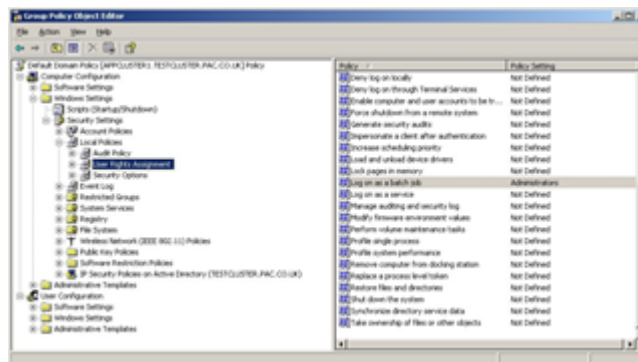 Group Policy Object Editor
File Action View Help
Default Domain Policy [APPCLUSTER1.TESTCLUSTER.PAC.CO.UK] Policy
Computer Configuration
Software Settings
Windows Settings
Scripts (Startup/Shutdown)
Security Settings
Account Policies
Local Policies
Audit Policy
User Rights Assignment
Security Options
Event Log
Restricted Groups
System Services
Registry
File System
Wireless Network (IEEE 802.11) Policies
Public Key Policies
Software Restriction Policies
IP Security Policies on Active Directory (TESTCLUSTER.PAC.CO.UK)
Administrative Templates
User Configuration
Software Settings
Windows Settings
Administrative Templates
Policy Policy Setting
Deny log on locally Not Defined
Deny log on through Terminal Services Not Defined
Enable computer and user accounts to be tr... Not Defined
Force shutdown from a remote system Not Defined
Generate security audits Not Defined
Impersonate a client after authentication Not Defined
Increase scheduling priority Not Defined
Load and unload device drivers Not Defined
Lock pages in memory Not Defined
Log on as a batch job Administrators
Log on as a service Not Defined
Manage auditing and security log Not Defined
Modify firmware environment values Not Defined
Perform volume maintenance tasks Not Defined
Profile single process Not Defined
Profile system performance Not Defined
Remove computer from docking station Not Defined
Replace a process level token Not Defined
Restore files and directories Not Defined
Shut down the system Not Defined
Synchronize directory service data Not Defined
Take ownership of files or other objects Not Defined